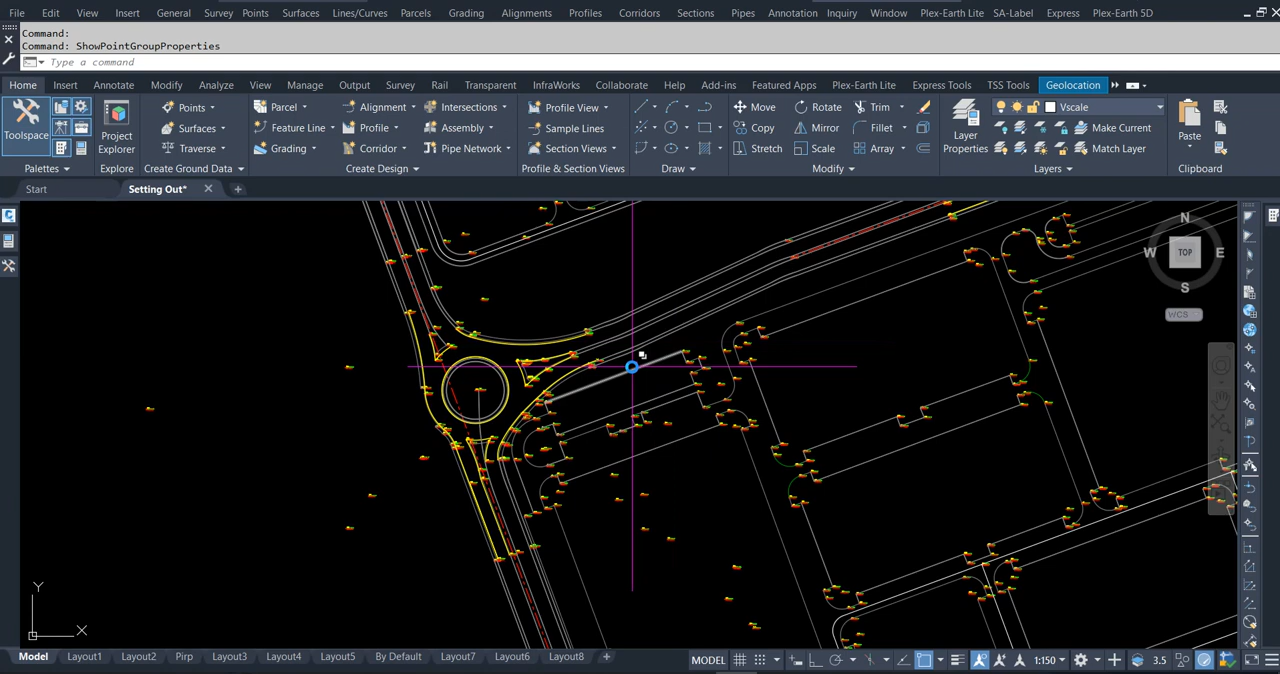 File Edit View Insert General Survey Points Surfaces Lines/Curves Parcels Grading Alignments Profiles Corridors Sections Pipes Annotation Inquiry Window Plex-Earth Lite SA-Label Express Plex-Earth 5D
Command:
Command: ShowPointGroupProperties
Type a command
Home Insert Annotate Modify Analyze View Manage Output Survey Rail Transparent InfraWorks Collaborate Help Add-ins Featured Apps Plex-Earth Lite Express Tools TSS Tools Geolocation
Points Parcel Alignment Intersections Profile View Move Rotate Trim Vscale
Toolspace Project Explorer Surfaces Feature Line Profile Assembly Sample Lines Copy Mirror Fillet Layer Properties Make Current Paste
Traverse Grading Corridor Pipe Network Section Views Stretch Scale Array Match Layer
Palettes Explore Create Ground Data Create Design Profile & Section Views Draw Modify Layers Clipboard
Start Setting Out*
N
W TOP E
S
WCS
Y
X
Model Layout1 Layout2 Pirp Layout3 Layout4 Layout5 By Default Layout7 Layout6 Layout8 MODEL 1:150 3.5